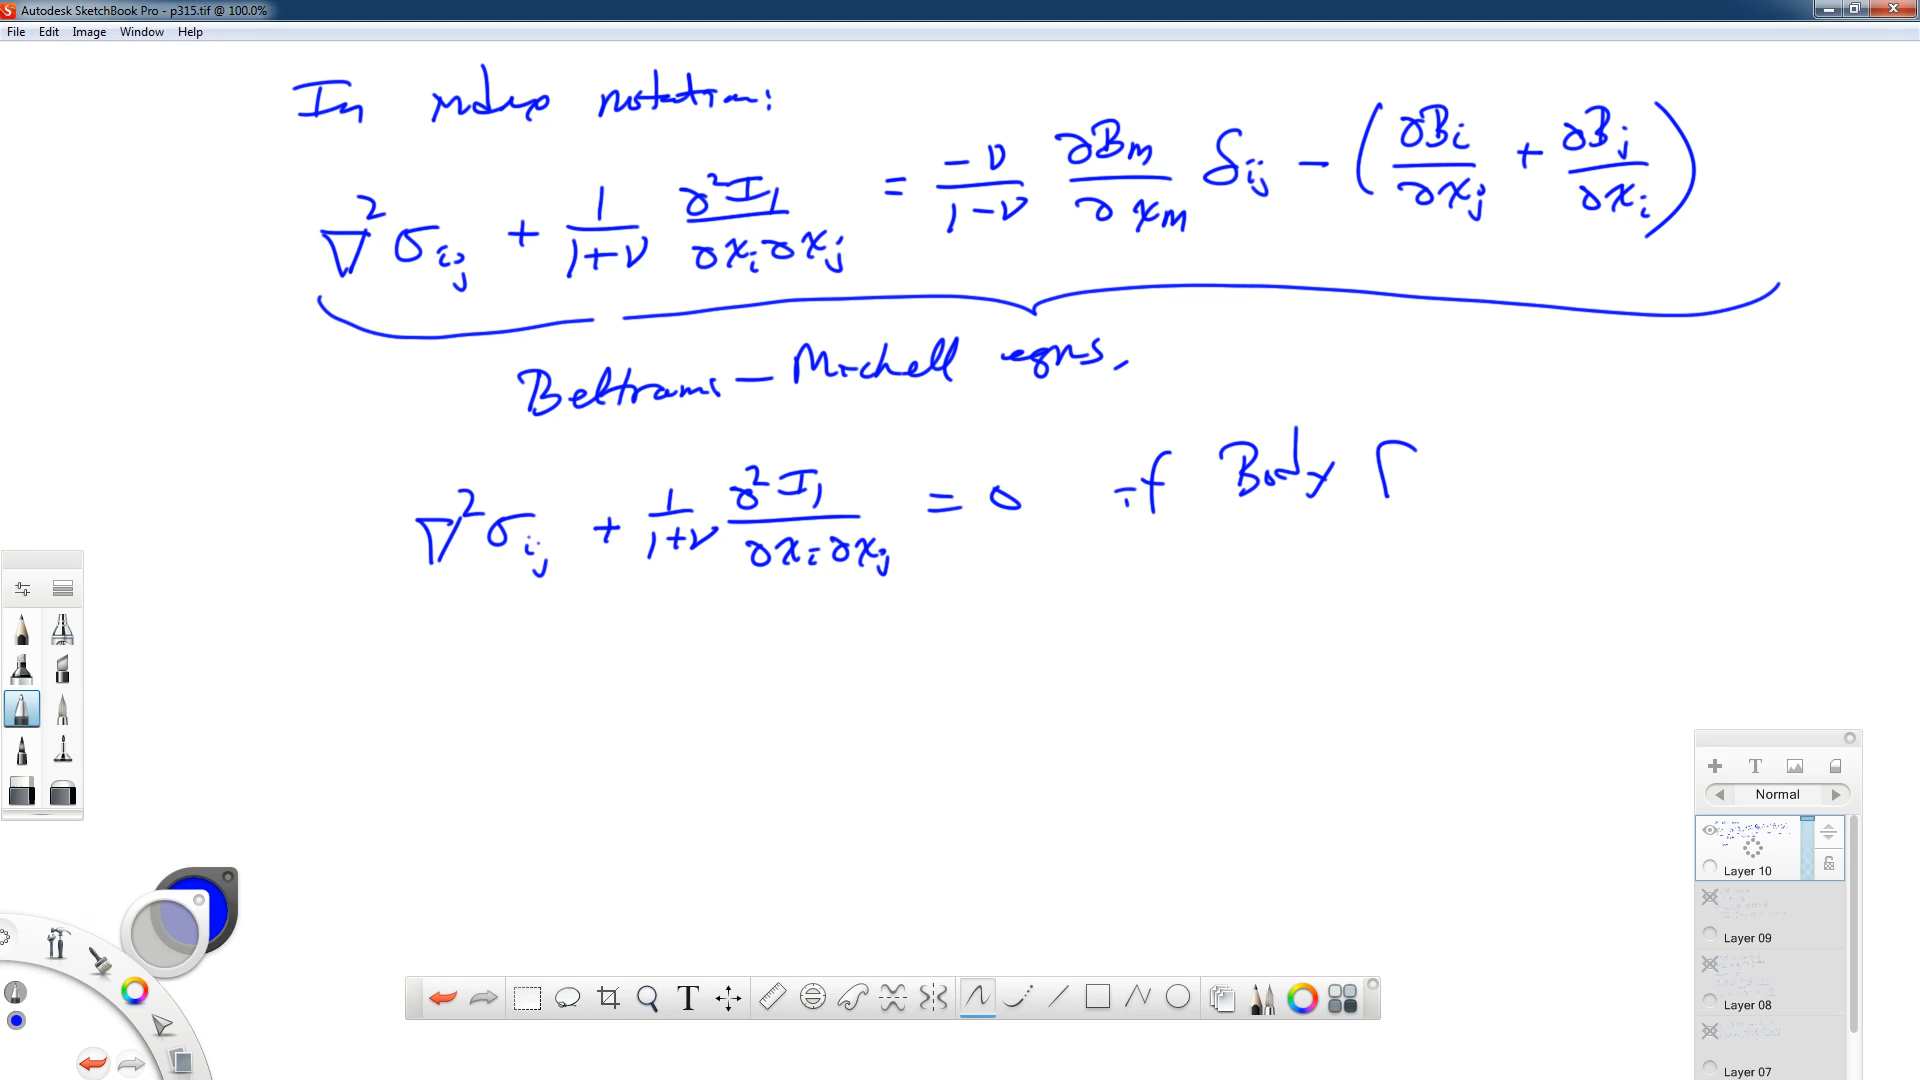 Autodesk SketchBook Pro - p315.tif @ 100.0%
File Edit Image Window Help
In index notation:
∇²σij + 1/(1+ν) ∂²I1/∂xi∂xj = -ν/(1-ν) ∂Bm/∂xm δij - (∂Bi/∂xj + ∂Bj/∂xi)
Beltrami - Michell eqns.
∇²σij + 1/(1+ν) ∂²I1/∂xi∂xj = 0 if Body
T
Normal
Layer 10
Layer 09
Layer 08
Layer 07
T